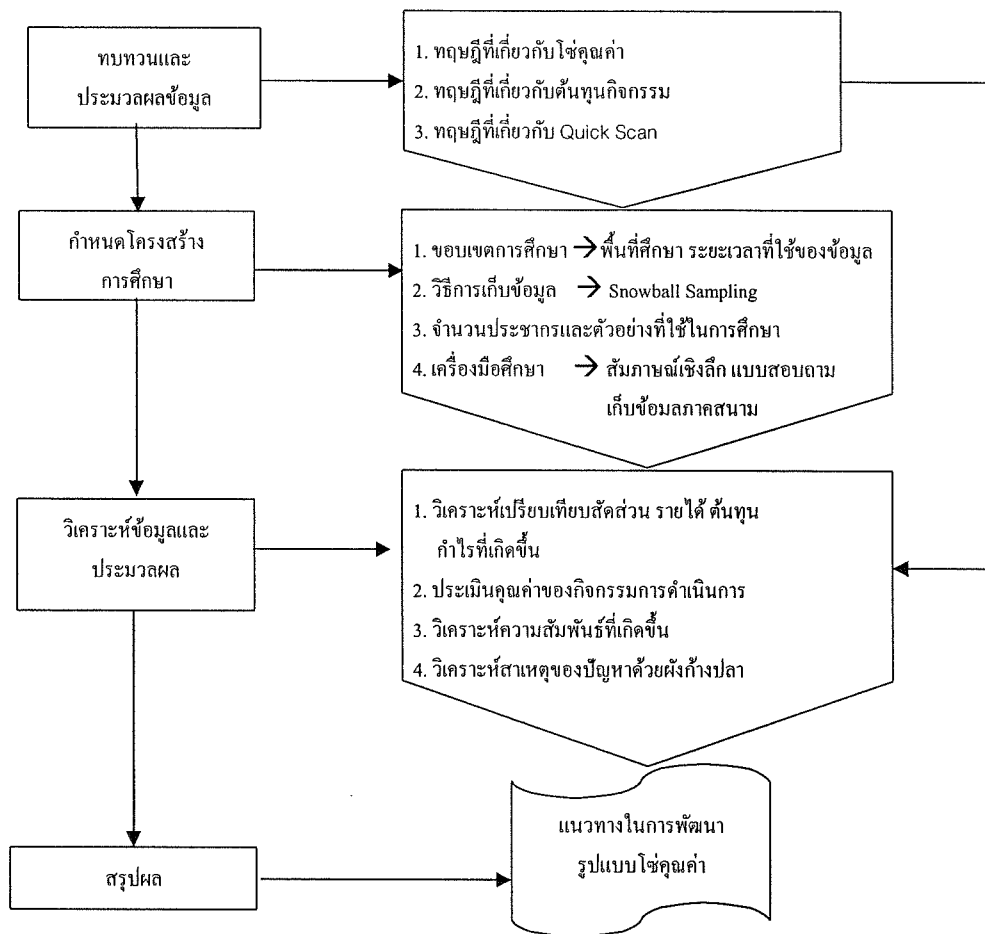 ทบทวนและ
ประมวลผลข้อมูล
1. ทฤษฎีที่เกี่ยวกับโซ่คุณค่า
2. ทฤษฎีที่เกี่ยวกับต้นทุนกิจกรรม
3. ทฤษฎีที่เกี่ยวกับ Quick Scan
กำหนดโครงสร้าง
การศึกษา
1. ขอบเขตการศึกษา → พื้นที่ศึกษา ระยะเวลาที่ใช้ของข้อมูล
2. วิธีการเก็บข้อมูล → Snowball Sampling
3. จำนวนประชากรและตัวอย่างที่ใช้ในการศึกษา
4. เครื่องมือศึกษา → สัมภาษณ์เชิงลึก แบบสอบถาม
เก็บข้อมลภาคสนาม
วิเคราะห์ข้อมูลและ
ประมวลผล
1. วิเคราะห์เปรียบเทียบสัดส่วน รายได้ ต้นทุน
กำไรที่เกิดขึ้น
2. ประเมินคุณค่าของกิจกรรมการดำเนินการ
3. วิเคราะห์ความสัมพันธ์ที่เกิดขึ้น
4. วิเคราะห์สาเหตุของปัญหาด้วยผังก้างปลา
สรุปผล
แนวทางในการพัฒนา
รูปแบบโซ่คุณค่า